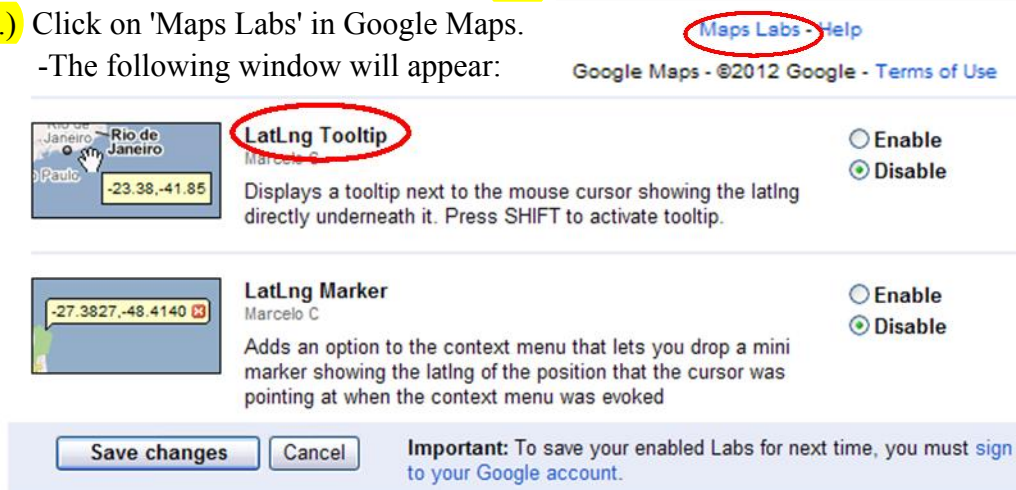 .) Click on 'Maps Labs' in Google Maps.
Maps Labs - Help
-The following window will appear:
Google Maps - ©2012 Google - Terms of Use
Rio de
Janeiro
Janeiro
Paulo
-23.38,-41.85
LatLng Tooltip
Marcelo C
Displays a tooltip next to the mouse cursor showing the latlng
directly underneath it. Press SHIFT to activate tooltip.
Enable
Disable
-27.3827,-48.4140
LatLng Marker
Marcelo C
Adds an option to the context menu that lets you drop a mini
marker showing the latlng of the position that the cursor was
pointing at when the context menu was evoked
Enable
Disable
Save changes
Cancel
Important: To save your enabled Labs for next time, you must sign
to your Google account.